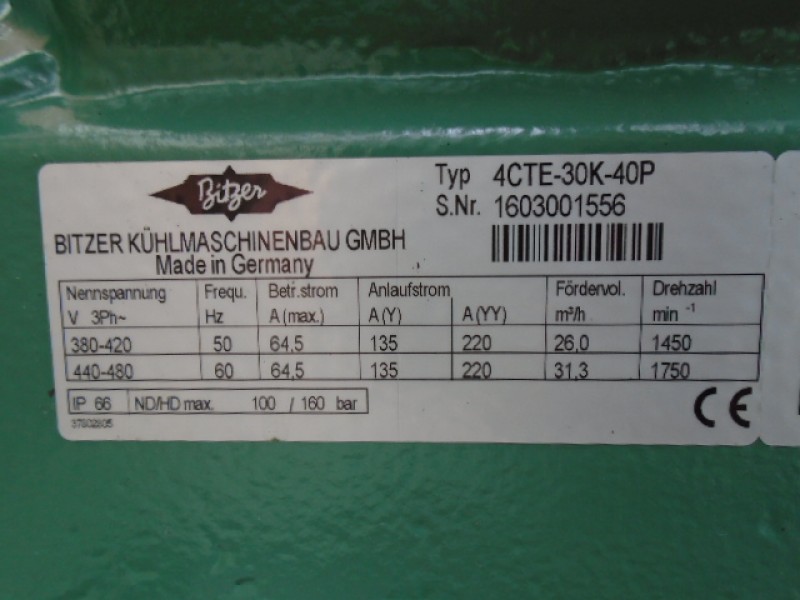 Bitzer
Typ 4CTE-30K-40P
S.Nr. 1603001556
BITZER KÜHLMASCHINENBAU GMBH
Made in Germany
Nennspannung Frequ. Betr.strom Anlaufstrom Fördervol. Drehzahl
V 3Ph~ Hz A (max.) A (Y) A (YY) m³/h min⁻¹
380-420 50 64,5 135 220 26,0 1450
440-480 60 64,5 135 220 31,3 1750
IP 66 ND/HD max. 100 / 160 bar
CE